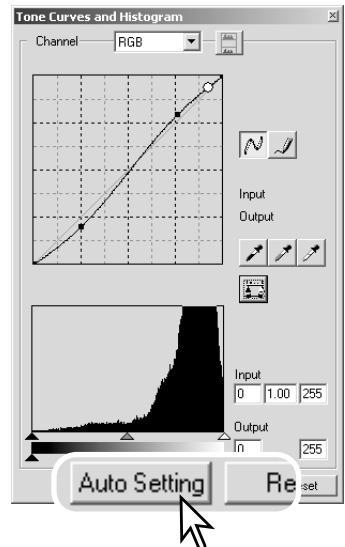 Tone Curves and Histogram
Channel RGB
Input
Output
Input
0 1.00 255
Output
0 255
Auto Setting Re set